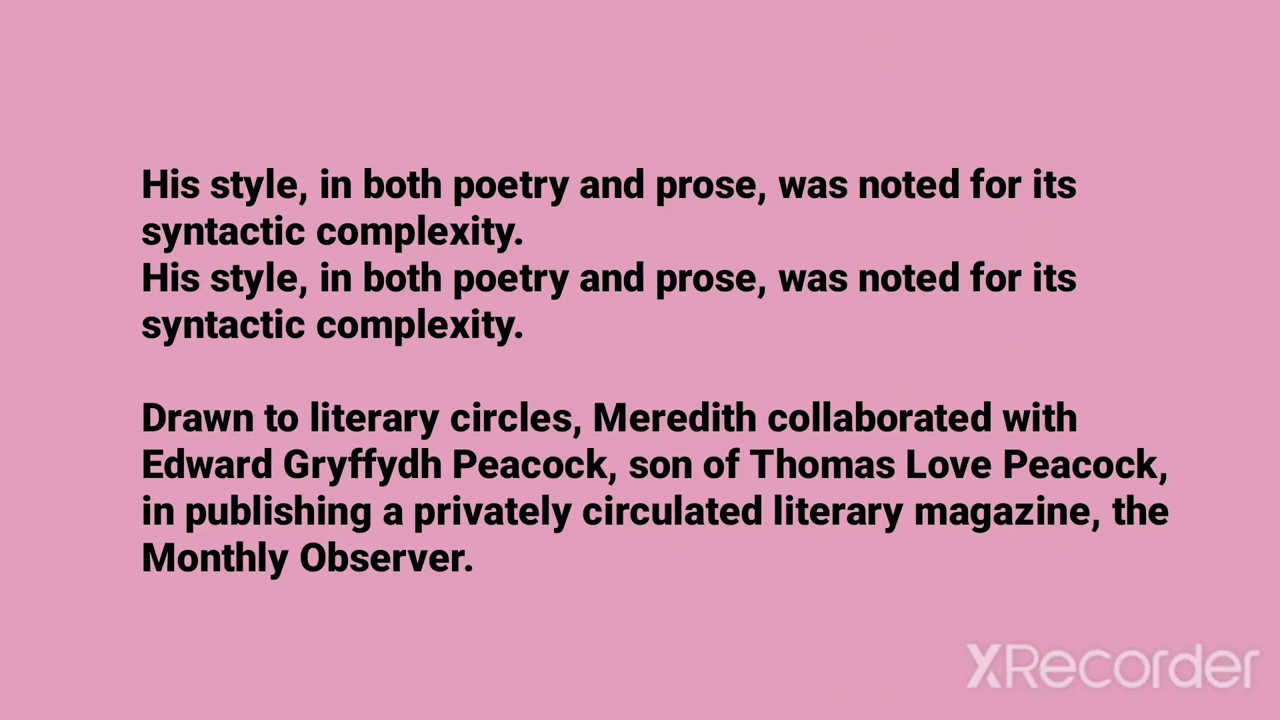 His style, in both poetry and prose, was noted for its
syntactic complexity.
His style, in both poetry and prose, was noted for its
syntactic complexity.
Drawn to literary circles, Meredith collaborated with
Edward Gryffydh Peacock, son of Thomas Love Peacock,
in publishing a privately circulated literary magazine, the
Monthly Observer.
XRecorder